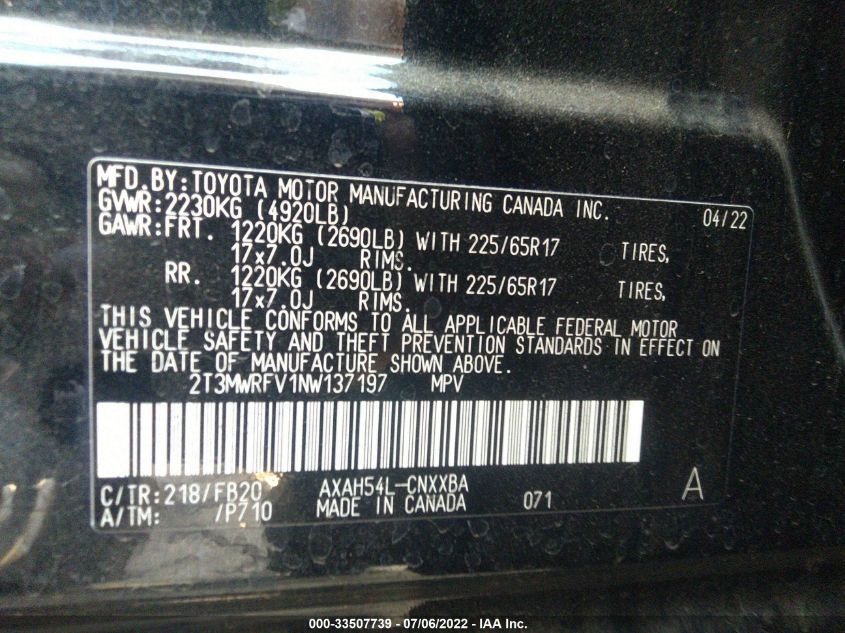 MFD.BY:TOYOTA MOTOR MANUFACTURING CANADA INC. 04/22
GVWR:2230KG (4920LB)
GAWR:FRT. 1220KG (2690LB) WITH 225/65R17 TIRES,
17x7.0J RIMS.
RR. 1220KG (2690LB) WITH 225/65R17 TIRES,
17x7.0J RIMS.
THIS VEHICLE CONFORMS TO ALL APPLICABLE FEDERAL MOTOR
VEHICLE SAFETY AND THEFT PREVENTION STANDARDS IN EFFECT ON
THE DATE OF MANUFACTURE SHOWN ABOVE.
2T3MWRFV1NW137197 MPV
C/TR:218/FB20 AXAH54L-CNXXBA
A/TM: /P710 MADE IN CANADA 071 A
000-33507739 - 07/06/2022 - IAA Inc.